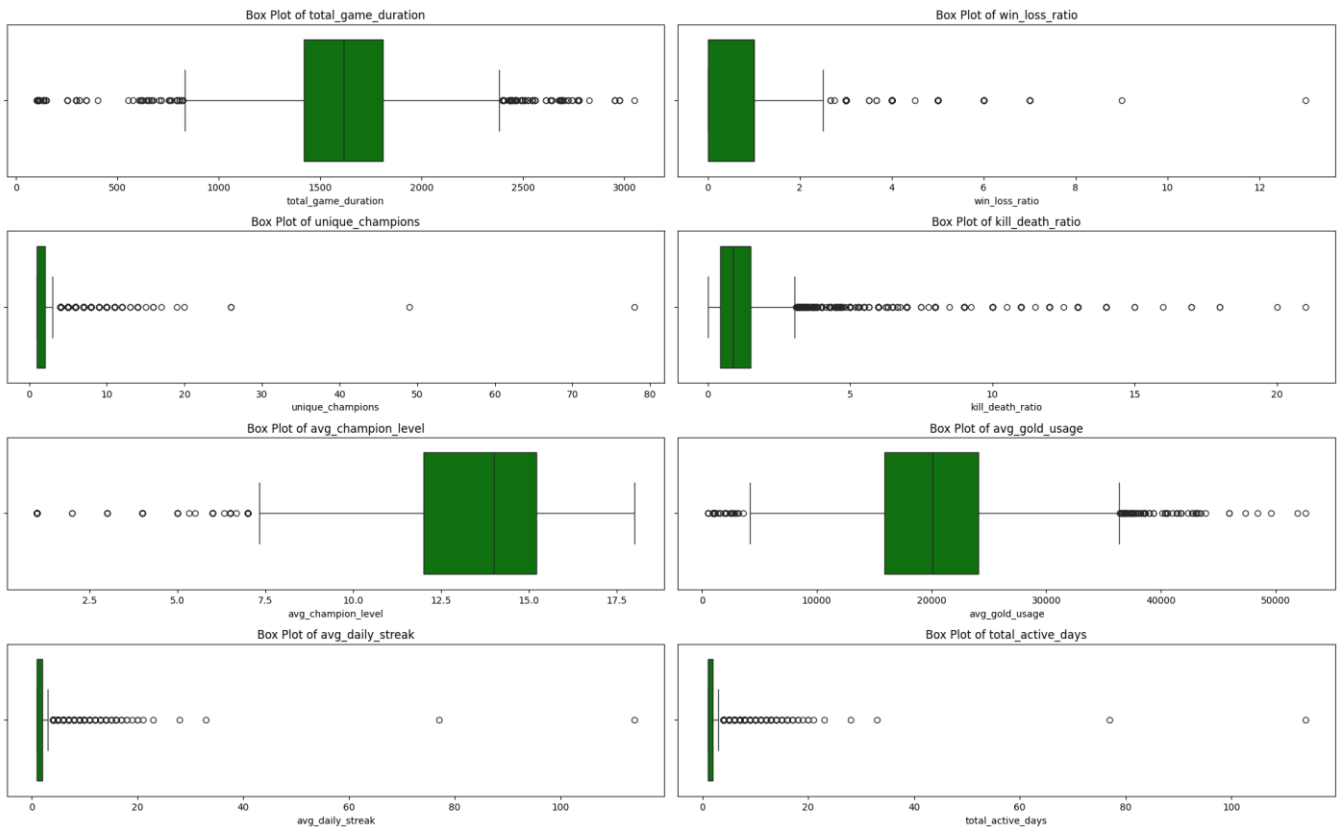 Box Plot of total_game_duration
0 500 1000 1500 2000 2500 3000
total_game_duration
Box Plot of win_loss_ratio
0 2 4 6 8 10 12
win_loss_ratio
Box Plot of unique_champions
0 10 20 30 40 50 60 70 80
unique_champions
Box Plot of kill_death_ratio
0 5 10 15 20
kill_death_ratio
Box Plot of avg_champion_level
2.5 5.0 7.5 10.0 12.5 15.0 17.5
avg_champion_level
Box Plot of avg_gold_usage
0 10000 20000 30000 40000 50000
avg_gold_usage
Box Plot of avg_daily_streak
0 20 40 60 80 100
avg_daily_streak
Box Plot of total_active_days
0 20 40 60 80 100
total_active_days